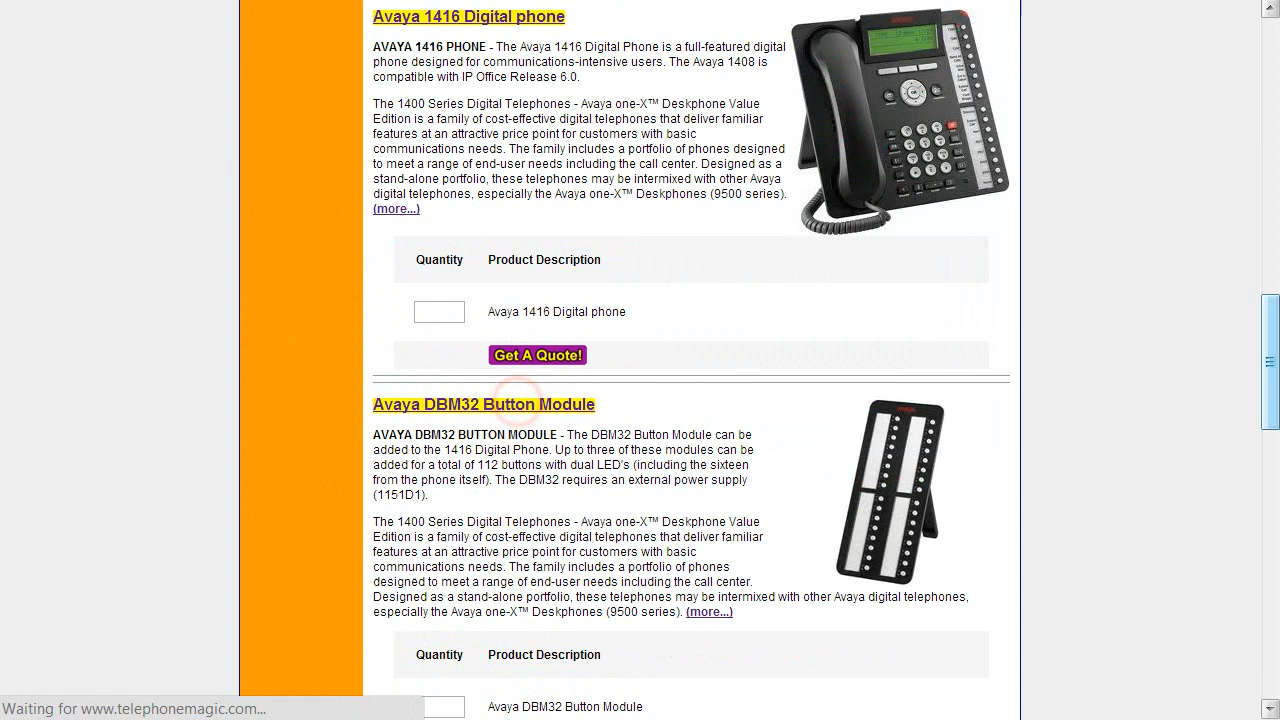 Avaya 1416 Digital phone
AVAYA 1416 PHONE - The Avaya 1416 Digital Phone is a full-featured digital
phone designed for communications-intensive users. The Avaya 1408 is
compatible with IP Office Release 6.0.
The 1400 Series Digital Telephones - Avaya one-X™ Deskphone Value
Edition is a family of cost-effective digital telephones that deliver familiar
features at an attractive price point for customers with basic
communications needs. The family includes a portfolio of phones designed
to meet a range of end-user needs including the call center. Designed as a
stand-alone portfolio, these telephones may be intermixed with other Avaya
digital telephones, especially the Avaya one-X™ Deskphones (9500 series).
(more...)
Quantity Product Description
Avaya 1416 Digital phone
Get A Quote!
Avaya DBM32 Button Module
AVAYA DBM32 BUTTON MODULE - The DBM32 Button Module can be
added to the 1416 Digital Phone. Up to three of these modules can be
added for a total of 112 buttons with dual LED's (including the sixteen
from the phone itself). The DBM32 requires an external power supply
(1151D1).
The 1400 Series Digital Telephones - Avaya one-X™ Deskphone Value
Edition is a family of cost-effective digital telephones that deliver familiar
features at an attractive price point for customers with basic
communications needs. The family includes a portfolio of phones
designed to meet a range of end-user needs including the call center.
Designed as a stand-alone portfolio, these telephones may be intermixed with other Avaya digital telephones,
especially the Avaya one-X™ Deskphones (9500 series). (more...)
Quantity Product Description
Avaya DBM32 Button Module
Waiting for www.telephonemagic.com...